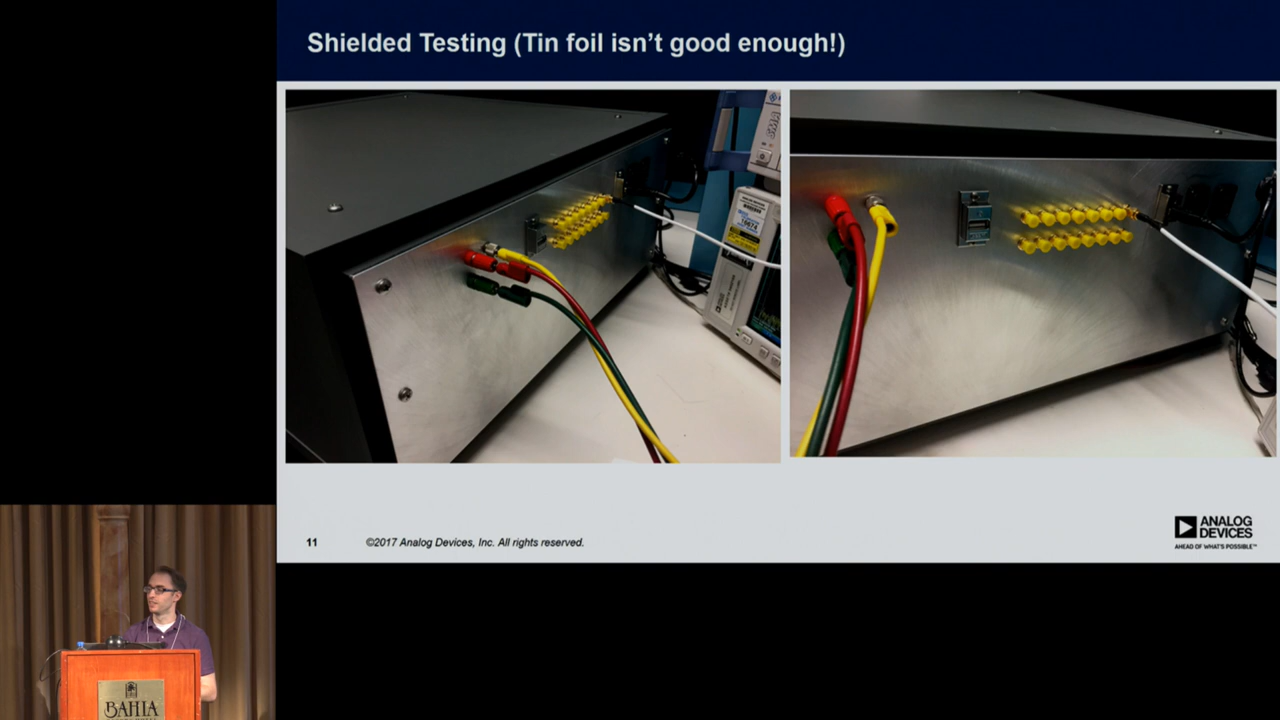 Shielded Testing (Tin foil isn't good enough!)
11
©2017 Analog Devices, Inc. All rights reserved.
ANALOG
DEVICES
AHEAD OF WHAT'S POSSIBLE™
BAHIA